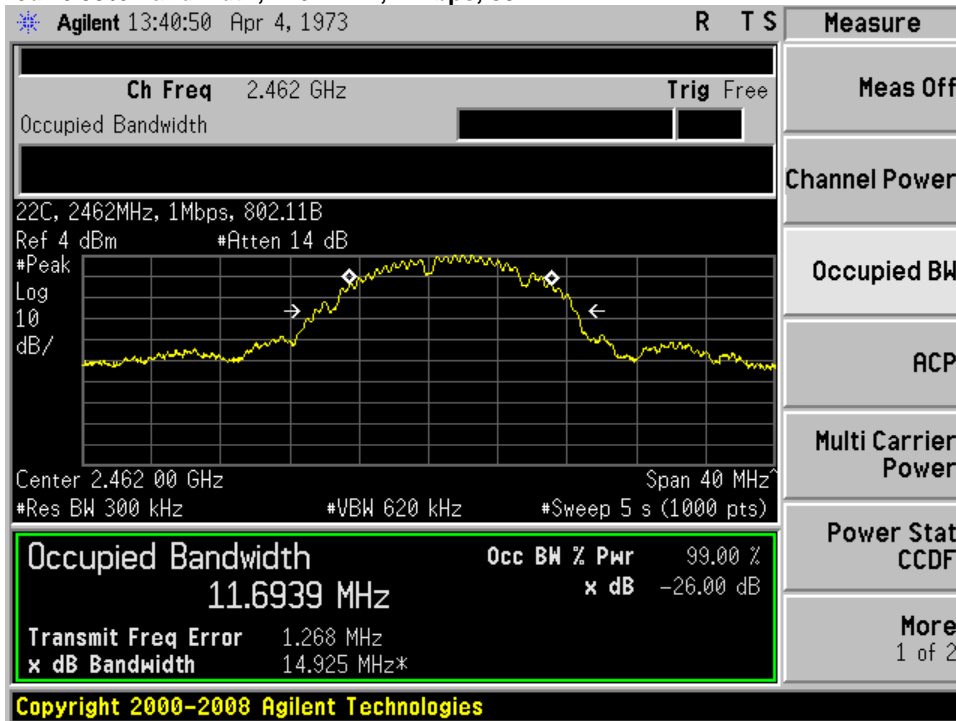 Agilent 13:40:50 Apr 4, 1973 R T S
Measure
Ch Freq 2.462 GHz Trig Free
Occupied Bandwidth
22C, 2462MHz, 1Mbps, 802.11B
Ref 4 dBm #Atten 14 dB
#Peak
Log
10
dB/
Center 2.462 00 GHz Span 40 MHz^
#Res BW 300 kHz #VBW 620 kHz #Sweep 5 s (1000 pts)
Occupied Bandwidth
11.6939 MHz
Occ BW % Pwr 99.00 %
x dB -26.00 dB
Transmit Freq Error 1.268 MHz
x dB Bandwidth 14.925 MHz*
Meas Off
Channel Power
Occupied BW
ACP
Multi Carrier
Power
Power Stat
CCDF
More
1 of 2
Copyright 2000-2008 Agilent Technologies